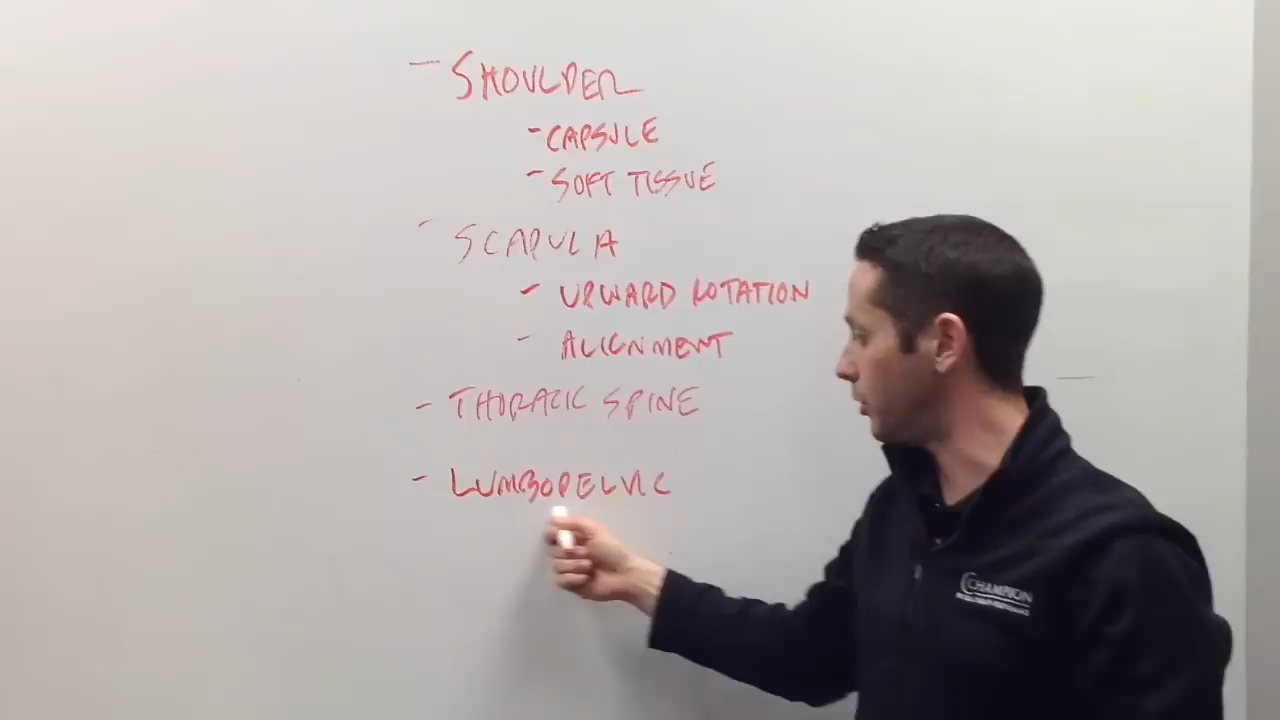 - SHOULDER
- CAPSULE
- SOFT TISSUE
- SCAPULA
- UPWARD ROTATION
- ALIGNMENT
- THORACIC SPINE
- LUMBOPELVIC
CHAMPION